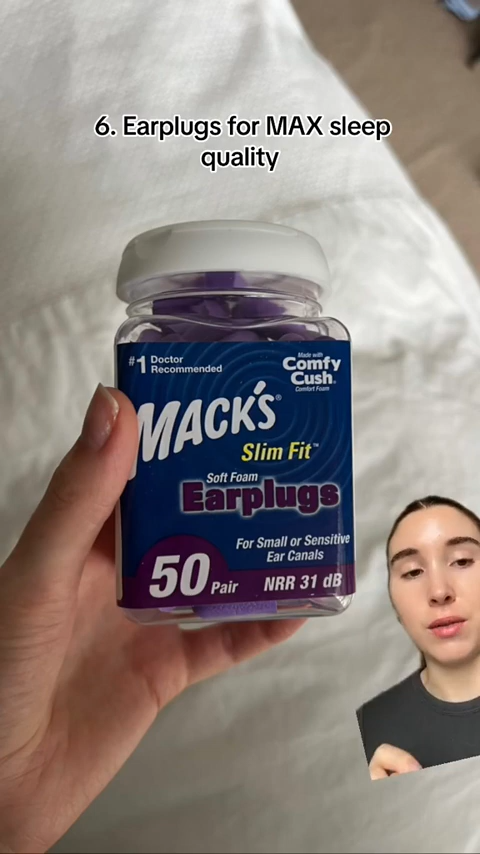 6. Earplugs for MAX sleep
quality
#1 Doctor
Recommended
Made with
Comfy
Cush®
Comfort Foam
MACK'S®
Slim Fit™
Soft Foam
Earplugs
For Small or Sensitive
Ear Canals
50 Pair NRR 31 dB